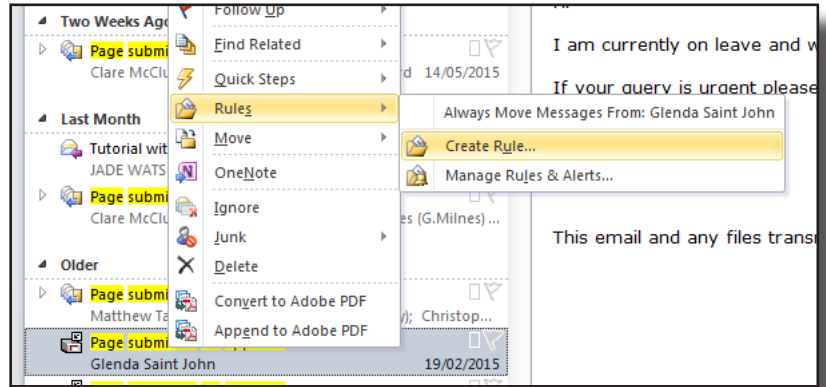 Two Weeks Ago
Page submi
Clare McClu
rd 14/05/2015
Last Month
Tutorial wit
JADE WATS
Page submi
Clare McClu
es (G.Milnes) ...
Older
Page submi
Matthew Ta
y); Christop...
Page submi
Glenda Saint John 19/02/2015
Follow Up
Find Related
Quick Steps
Rules
Move
OneNote
Ignore
Junk
Delete
Convert to Adobe PDF
Append to Adobe PDF
Always Move Messages From: Glenda Saint John
Create Rule...
Manage Rules & Alerts...
I am currently on leave and w
If your query is urgent please
This email and any files trans